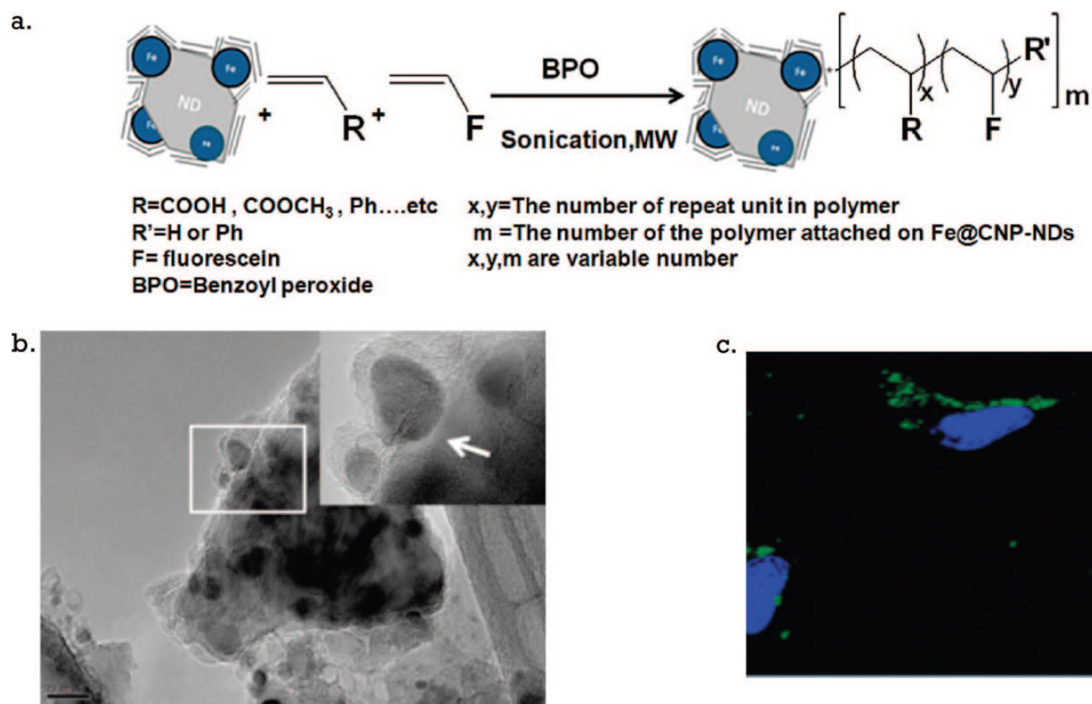 a.
Fe
Fe
ND
Fe
Fe
+
R
+
F
BPO
Sonication,MW
Fe
Fe
ND
Fe
Fe
R
x
F
y
R'
m
R=COOH , COOCH3 , Ph....etc
x,y=The number of repeat unit in polymer
R'=H or Ph
m =The number of the polymer attached on Fe@CNP-NDs
F= fluorescein
x,y,m are variable number
BPO=Benzoyl peroxide
b.
c.